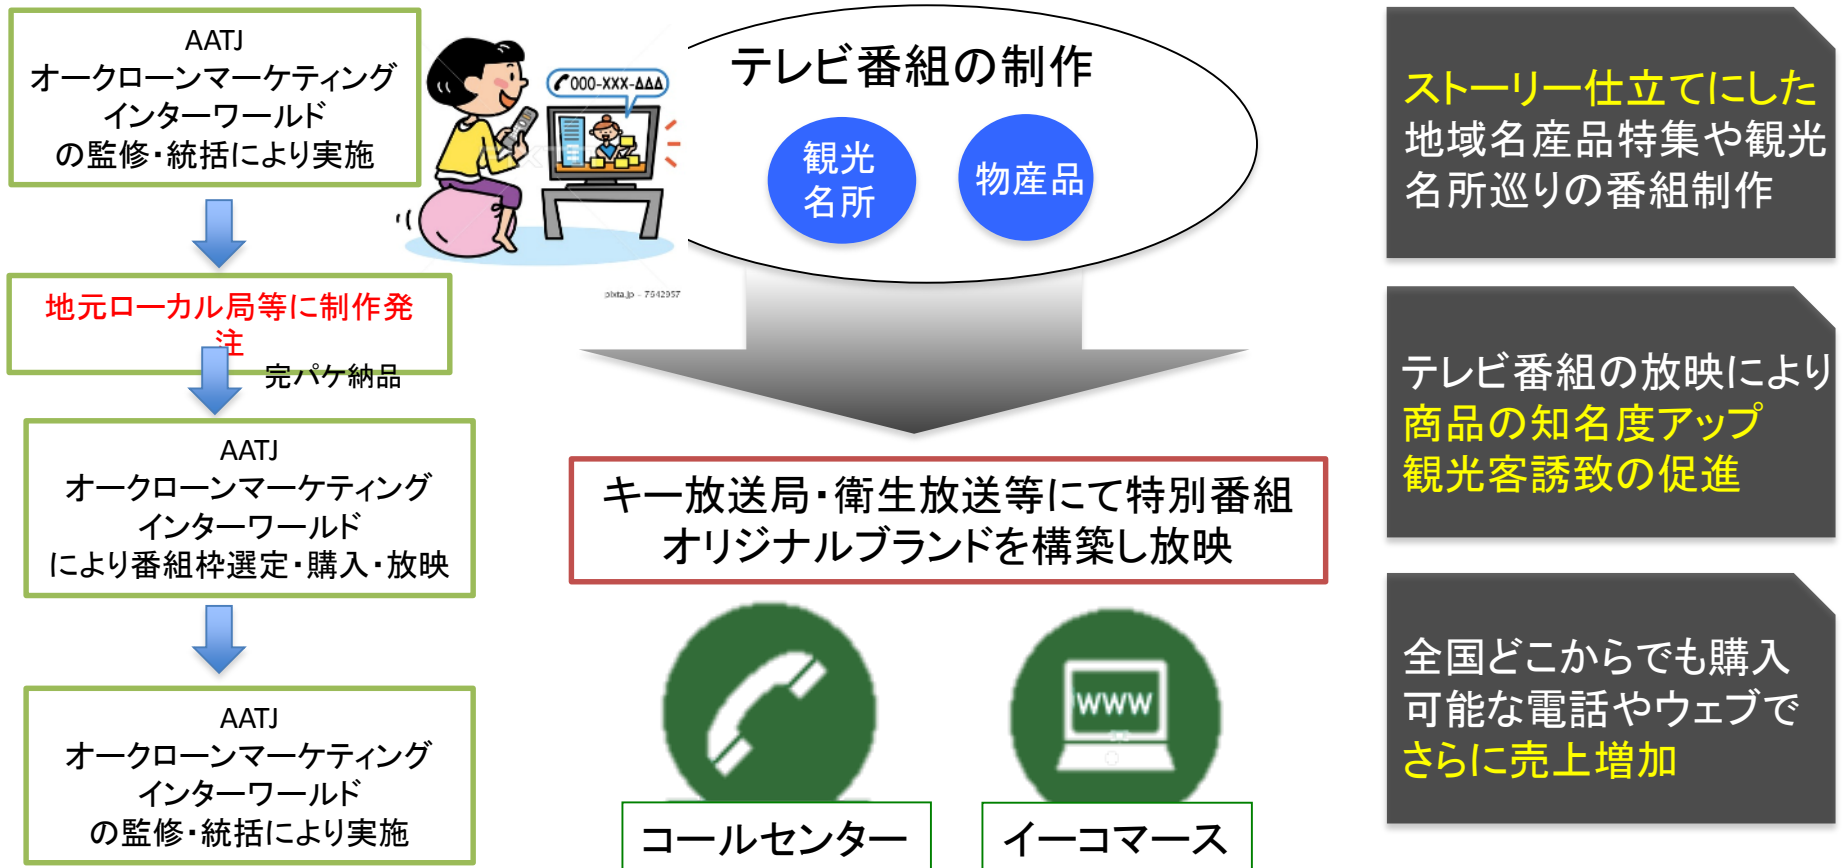 AATJ
オークローンマーケティング
インターワールド
の監修・統括により実施
地元ローカル局等に制作発
注
完パケ納品
AATJ
オークローンマーケティング
インターワールド
により番組枠選定・購入・放映
AATJ
オークローンマーケティング
インターワールド
の監修・統括により実施
000-XXX-ΔΔΔ
pixta.jp - 7642957
テレビ番組の制作
観光
名所
物産品
キー放送局・衛生放送等にて特別番組
オリジナルブランドを構築し放映
WWW
コールセンター
イーコマース
ストーリー仕立てにした
地域名産品特集や観光
名所巡りの番組制作
テレビ番組の放映により
商品の知名度アップ
観光客誘致の促進
全国どこからでも購入
可能な電話やウェブで
さらに売上増加